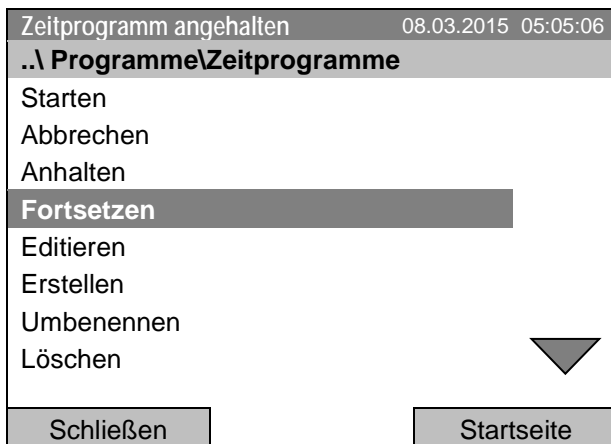 Zeitprogramm angehalten 08.03.2015 05:05:06
..\ Programme\Zeitprogramme
Starten
Abbrechen
Anhalten
Fortsetzen
Editieren
Erstellen
Umbenennen
Löschen
Schließen Startseite